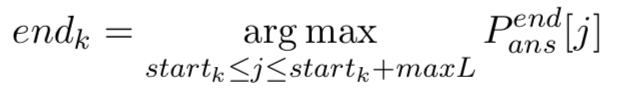 end_k = arg max_{start_k ≤ j ≤ start_k + maxL} P_{ans}^{end}[j]